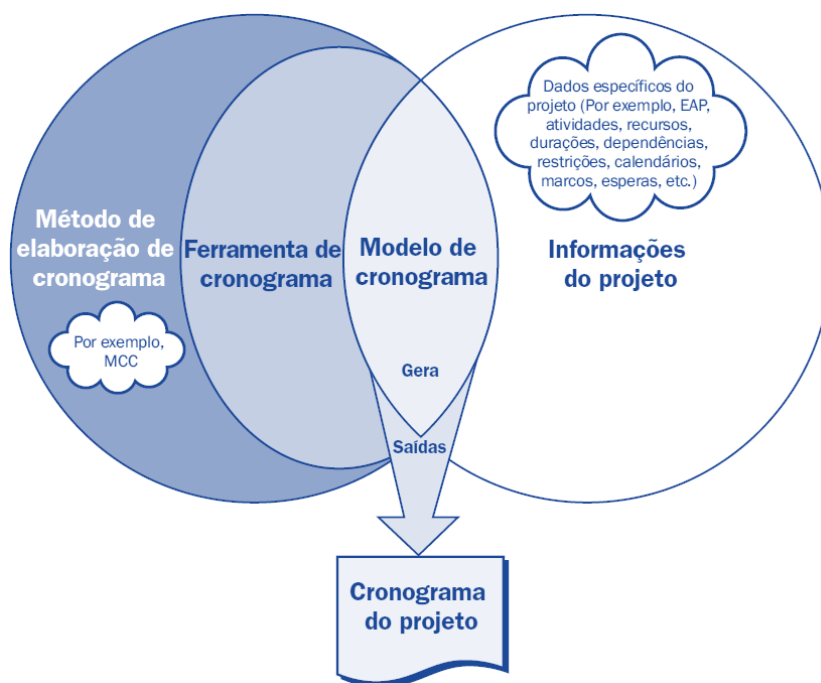 Dados específicos do
projeto (Por exemplo, EAP,
atividades, recursos,
durações, dependências,
restrições, calendários,
marcos, esperas, etc.)
Método de
elaboração de
cronograma
Ferramenta de
cronograma
Modelo de
cronograma
Informações
do projeto
Por exemplo,
MCC
Gera
Saídas
Cronograma
do projeto